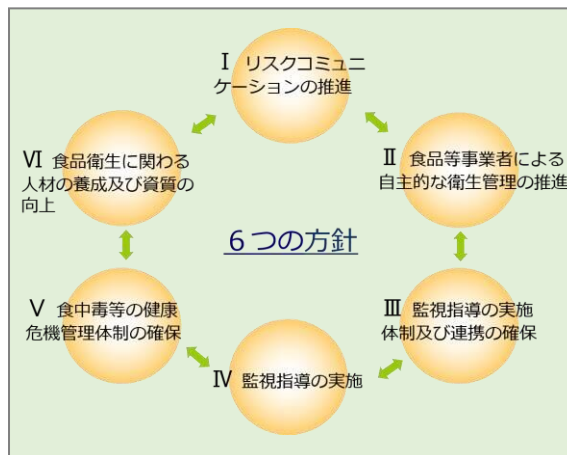 Ⅰ リスクコミュニ
ケーションの推進
Ⅱ 食品等事業者による
自主的な衛生管理の推進
Ⅲ 監視指導の実施
体制及び連携の確保
Ⅳ 監視指導の実施
Ⅴ 食中毒等の健康
危機管理体制の確保
Ⅵ 食品衛生に関わる
人材の養成及び資質の
向上
６つの方針